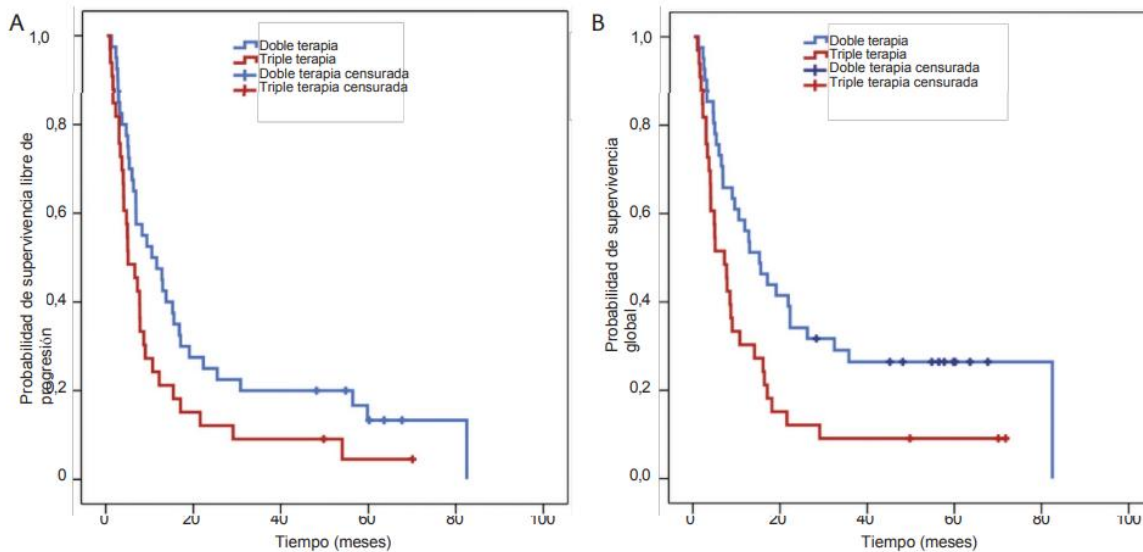 A
Probabilidad de supervivencia libre de
progresión
1,0
0,8
0,6
0,4
0,2
0
Doble terapia
Triple terapia
Doble terapia censurada
Triple terapia censurada
0
20
40
60
80
100
Tiempo (meses)
B
Probabilidad de supervivencia
global
1,0
0,8
0,6
0,4
0,2
0,0
Doble terapia
Triple terapia
Doble terapia censurada
Triple terapia censurada
0
20
40
60
80
100
Tiempo (meses)